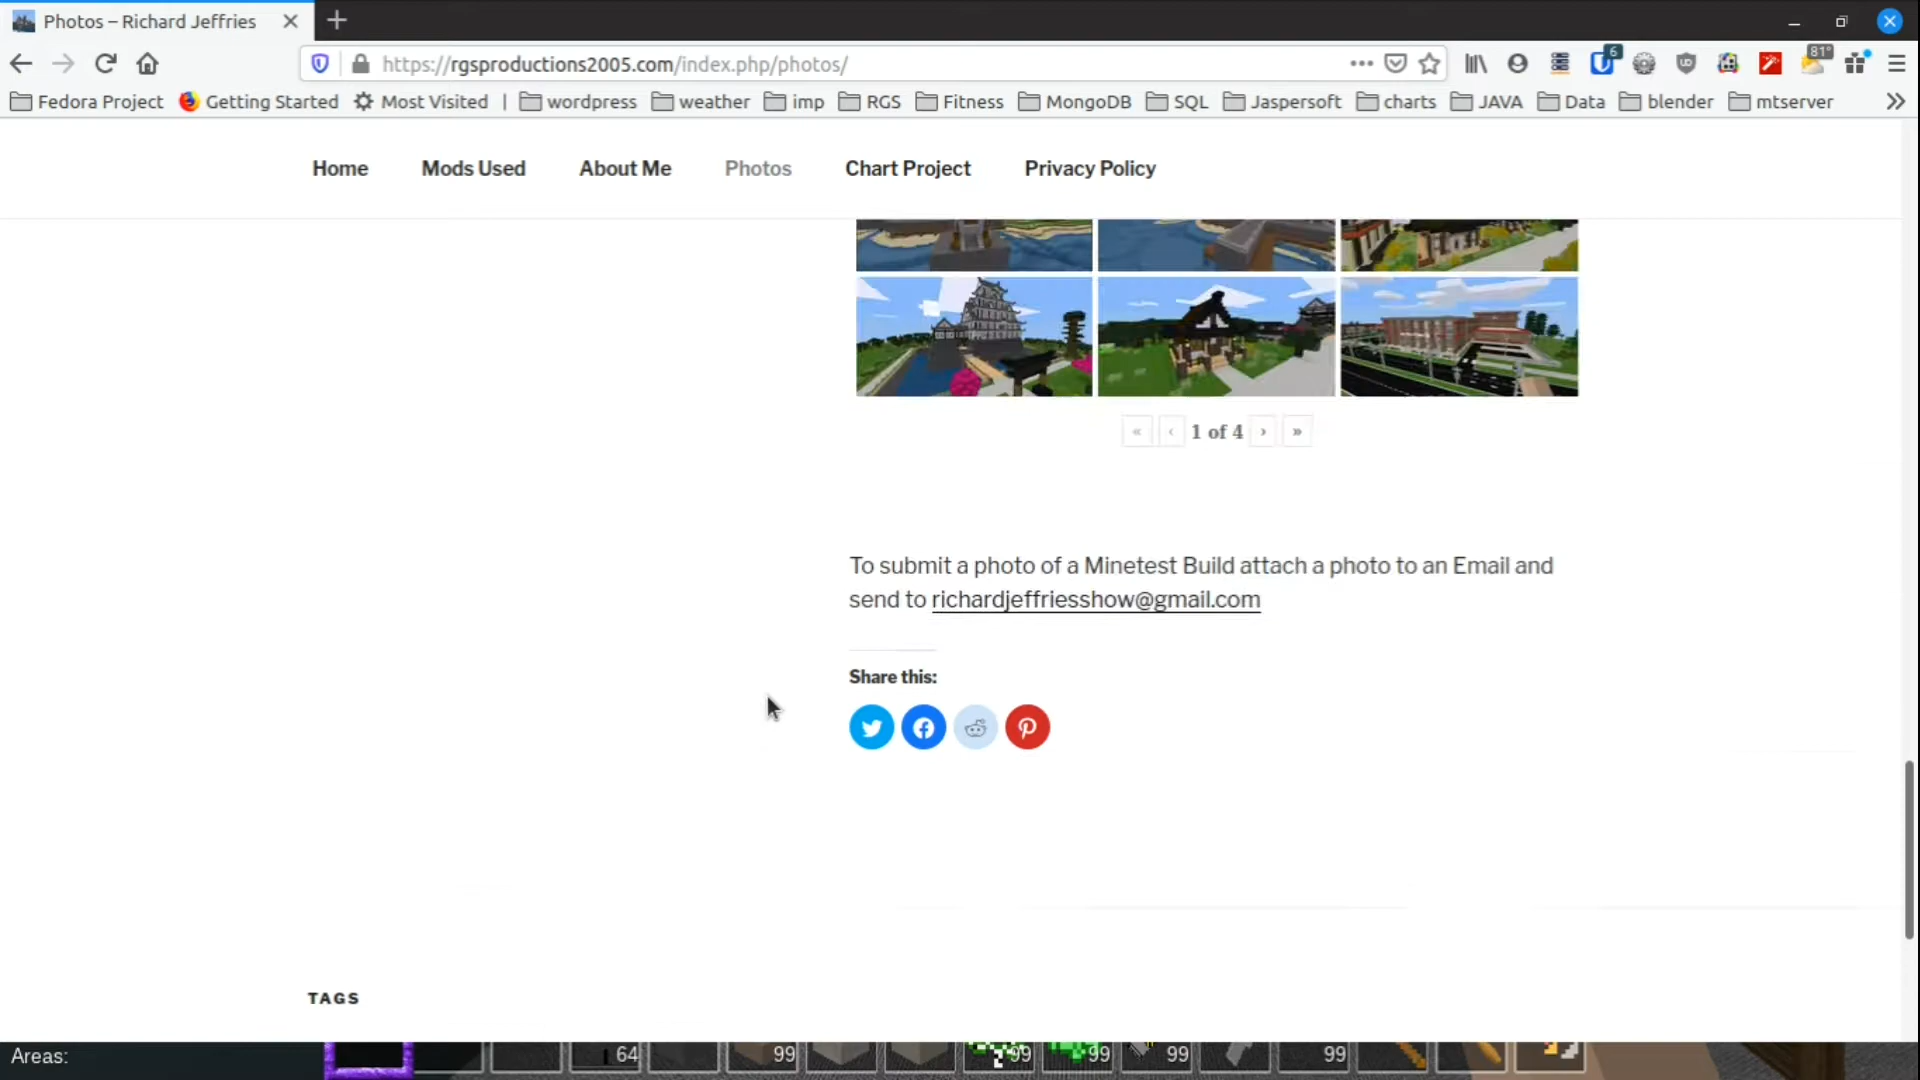 Photos – Richard Jeffries
https://rgsproductions2005.com/index.php/photos/
6
81°
Fedora Project Getting Started Most Visited | wordpress weather imp RGS Fitness MongoDB SQL Jaspersoft charts JAVA Data blender mtserver
Home Mods Used About Me Photos Chart Project Privacy Policy
« ‹ 1 of 4 › »
To submit a photo of a Minetest Build attach a photo to an Email and
send to richardjeffriesshow@gmail.com
Share this:
TAGS
Areas: 64 99 99 99 99 99